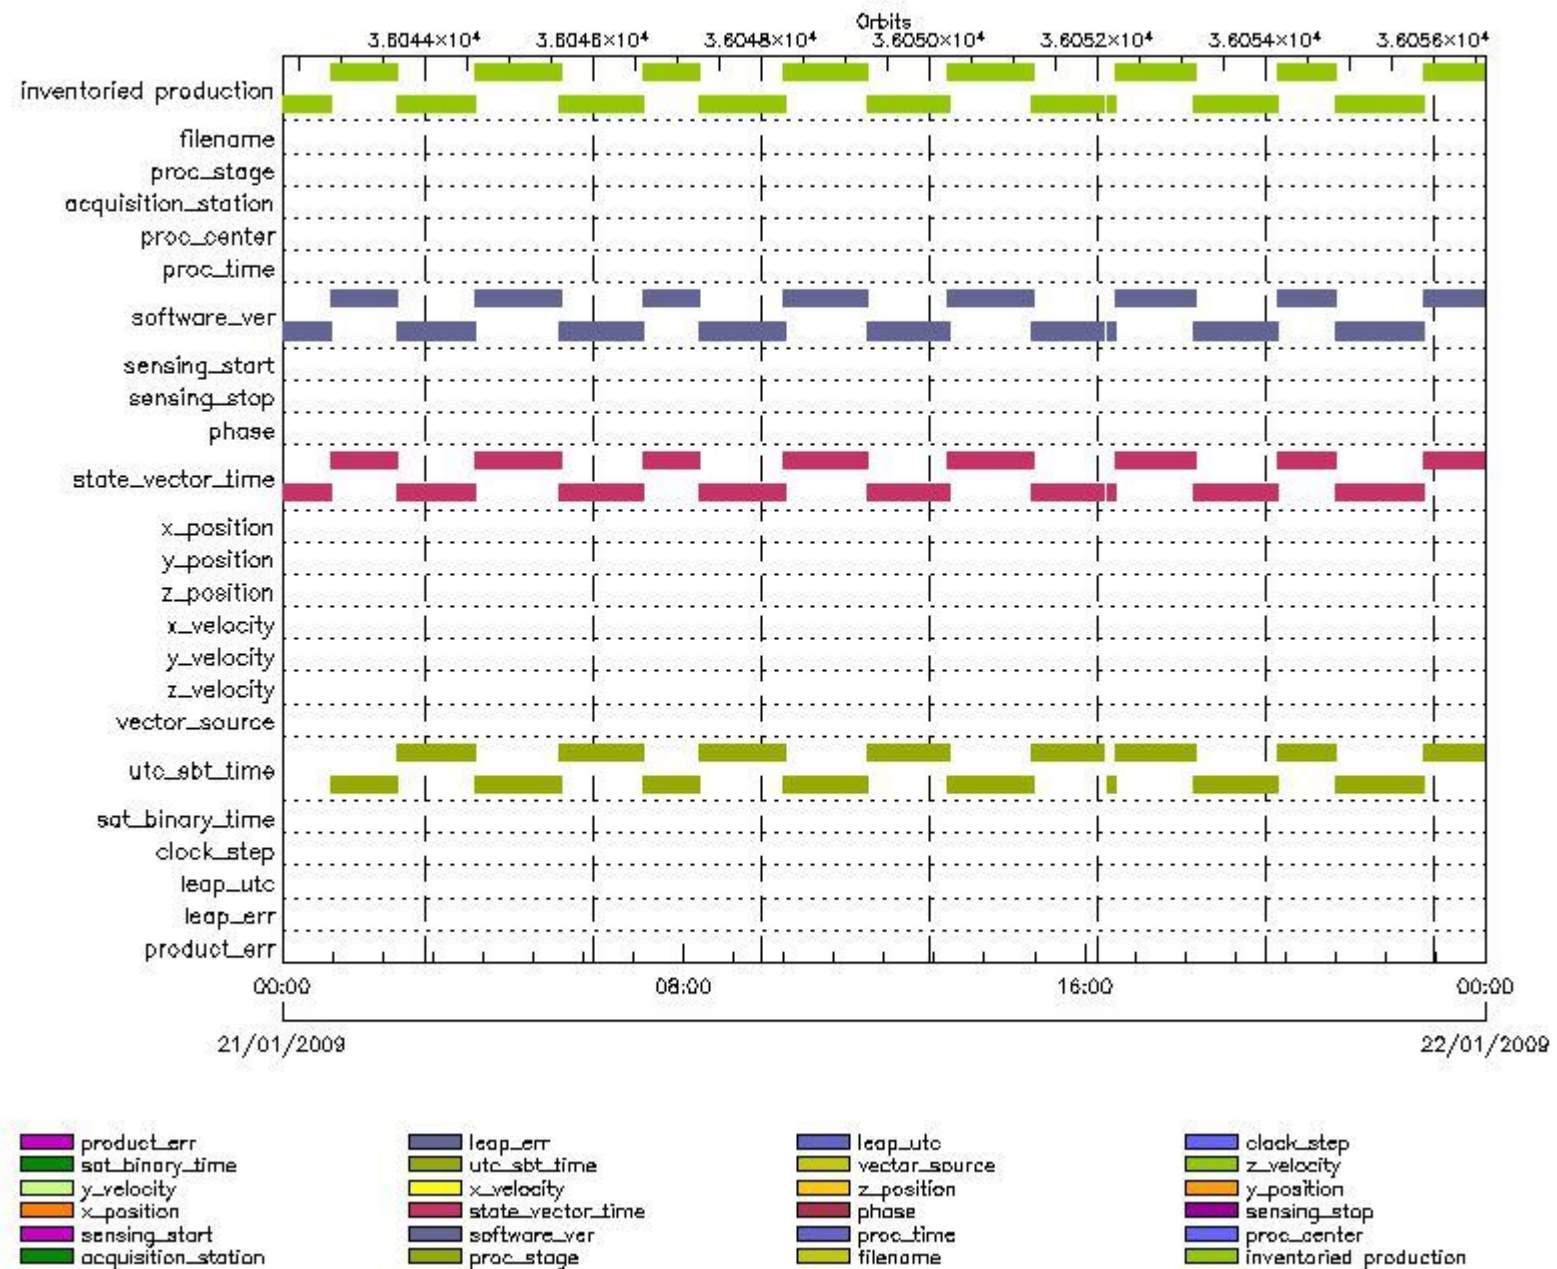 Orbits
3.6044×10⁴ 3.6046×10⁴ 3.6048×10⁴ 3.6050×10⁴ 3.6052×10⁴ 3.6054×10⁴ 3.6056×10⁴
inventoried production
filename
proc_stage
acquisition_station
proc_center
proc_time
software_ver
sensing_start
sensing_stop
phase
state_vector_time
x_position
y_position
z_position
x_velocity
y_velocity
z_velocity
vector_source
utc_sbt_time
sat_binary_time
clock_step
leap_utc
leap_err
product_err
00:00 08:00 16:00 00:00
21/01/2009 22/01/2009
product_err leap_err leap_utc clock_step
sat_binary_time utc_sbt_time vector_source z_velocity
y_velocity x_velocity z_position y_position
x_position state_vector_time phase sensing_stop
sensing_start software_ver proc_time proc_center
acquisition_station proc_stage filename inventoried production